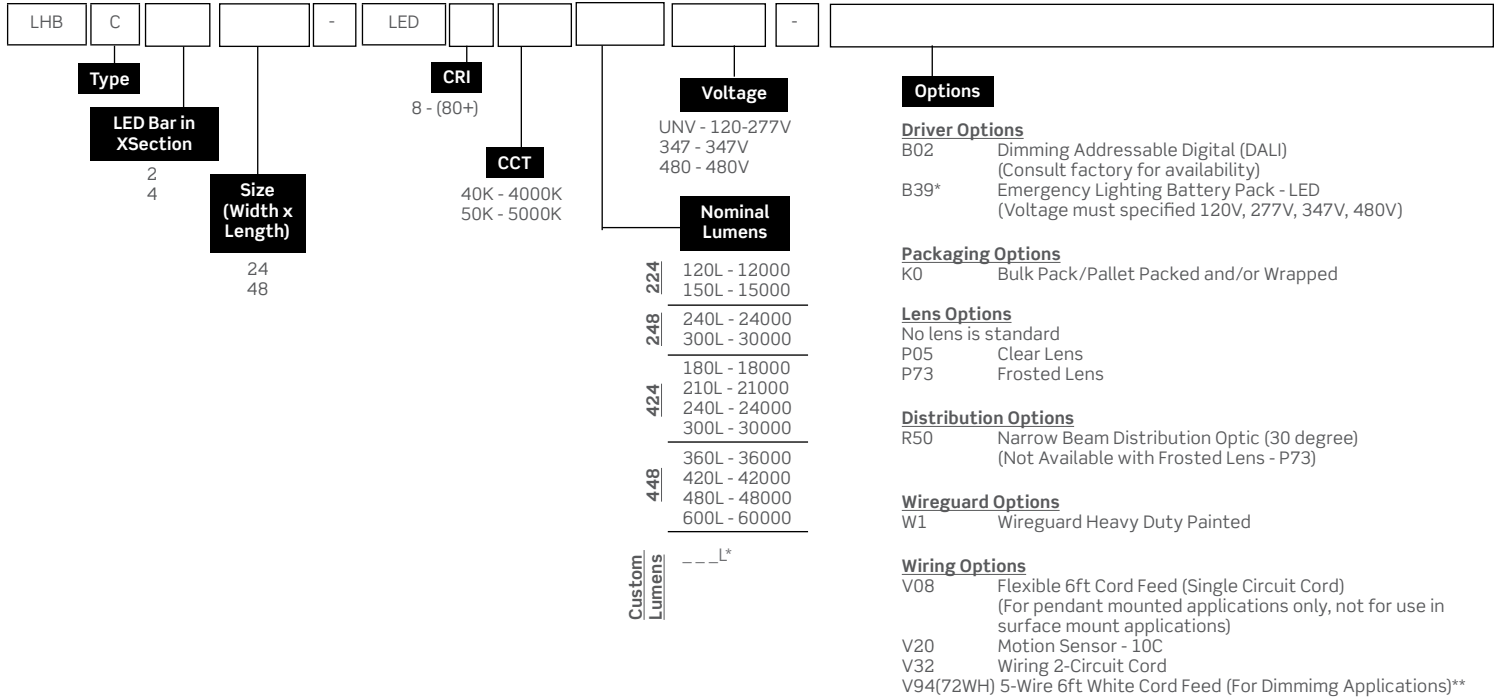 LHB C - LED -
Type
LED Bar in
XSection
2
4
Size
(Width x
Length)
24
48
CRI
8 - (80+)
CCT
40K - 4000K
50K - 5000K
Voltage
UNV - 120-277V
347 - 347V
480 - 480V
Nominal
Lumens
224
120L - 12000
150L - 15000
248
240L - 24000
300L - 30000
424
180L - 18000
210L - 21000
240L - 24000
300L - 30000
448
360L - 36000
420L - 42000
480L - 48000
600L - 60000
Custom
Lumens
_ _ _L*
Options
Driver Options
B02 Dimming Addressable Digital (DALI)
(Consult factory for availability)
B39* Emergency Lighting Battery Pack - LED
(Voltage must specified 120V, 277V, 347V, 480V)
Packaging Options
K0 Bulk Pack/Pallet Packed and/or Wrapped
Lens Options
No lens is standard
P05 Clear Lens
P73 Frosted Lens
Distribution Options
R50 Narrow Beam Distribution Optic (30 degree)
(Not Available with Frosted Lens - P73)
Wireguard Options
W1 Wireguard Heavy Duty Painted
Wiring Options
V08 Flexible 6ft Cord Feed (Single Circuit Cord)
(For pendant mounted applications only, not for use in
surface mount applications)
V20 Motion Sensor - 10C
V32 Wiring 2-Circuit Cord
V94(72WH) 5-Wire 6ft White Cord Feed (For Dimmimg Applications)**